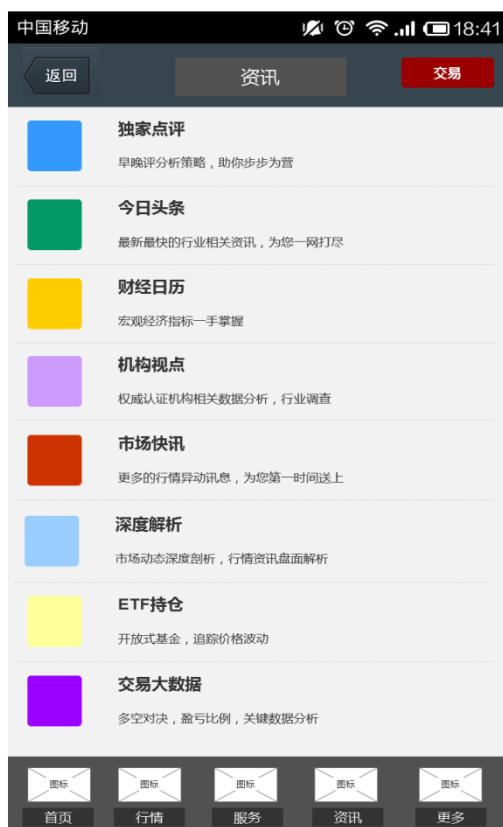 中国移动 18:41
返回 资讯 交易
独家点评
早晚评分析策略，助你步步为营
今日头条
最新最快的行业相关资讯，为您一网打尽
财经日历
宏观经济指标一手掌握
机构视点
权威认证机构相关数据分析，行业调查
市场快讯
更多的行情异动讯息，为您第一时间送上
深度解析
市场动态深度剖析，行情资讯盘面解析
ETF持仓
开放式基金，追踪价格波动
交易大数据
多空对决，盈亏比例，关键数据分析
图标 图标 图标 图标 图标
首页 行情 服务 资讯 更多